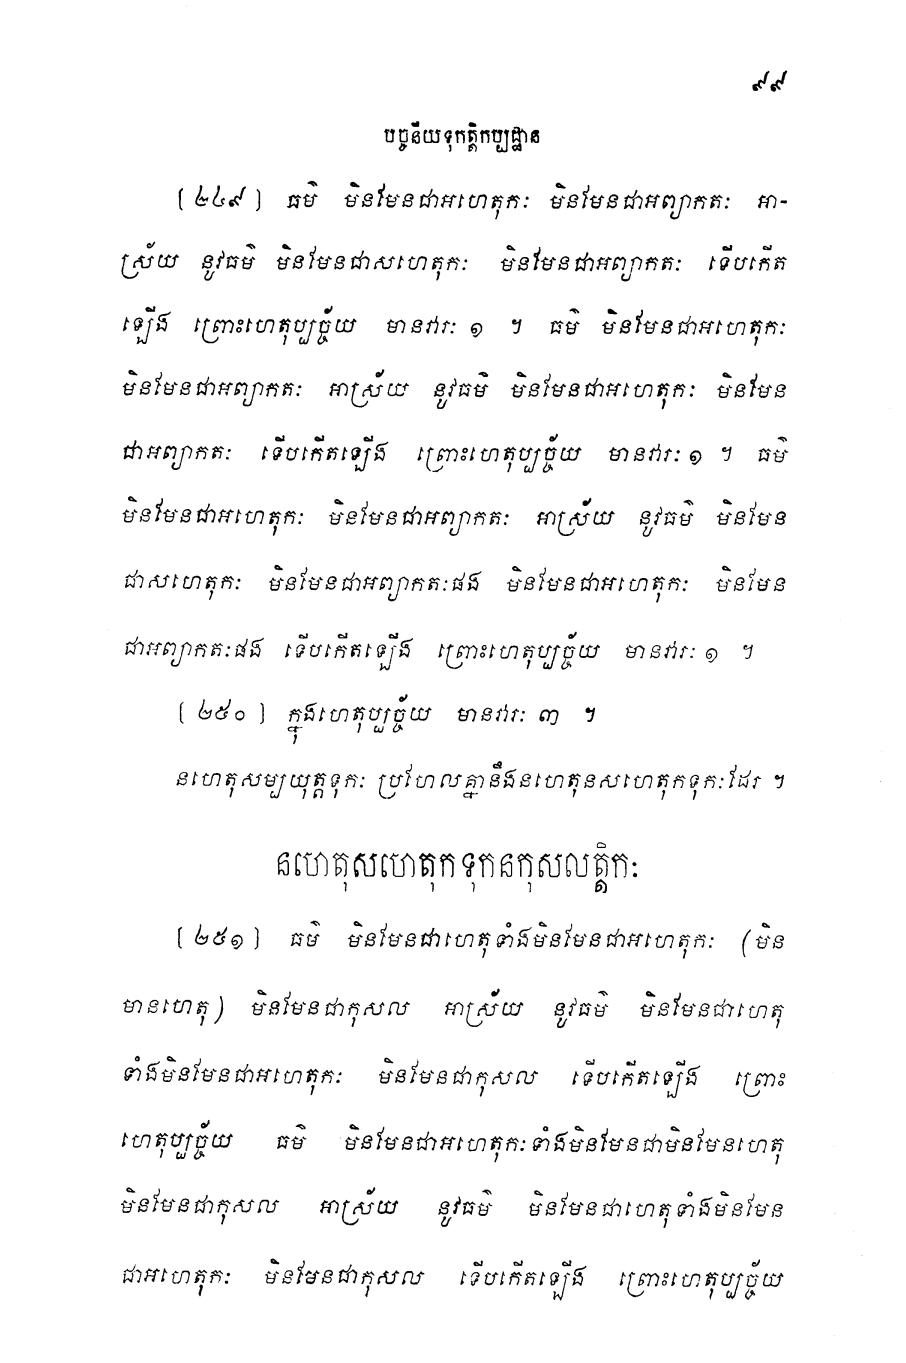 ៩៩
បច្ចនីយទុកត្តិកប្បដ្ឋាន
(២៤៩) ធម៌ មិនមែនជាអហេតុកៈ មិនមែនជាអព្យាកតៈ អា-
ស្រ័យ នូវធម៌ មិនមែនជាសហេតុកៈ មិនមែនជាអព្យាកតៈ ទើបកើត
ឡើង ព្រោះហេតុប្បច្ច័យ មានវារៈ ១ ។ ធម៌ មិនមែនជាអហេតុកៈ
មិនមែនជាអព្យាកតៈ អាស្រ័យ នូវធម៌ មិនមែនជាអហេតុកៈ មិនមែន
ជាអព្យាកតៈ ទើបកើតឡើង ព្រោះហេតុប្បច្ច័យ មានវារៈ ១ ។ ធម៌
មិនមែនជាអហេតុកៈ មិនមែនជាអព្យាកតៈ អាស្រ័យ នូវធម៌ មិនមែន
ជាសហេតុកៈ មិនមែនជាអព្យាកតៈផង មិនមែនជាអហេតុកៈ មិនមែន
ជាអព្យាកតៈផង ទើបកើតឡើង ព្រោះហេតុប្បច្ច័យ មានវារៈ ១ ។
(២៥០) ក្នុងហេតុប្បច្ច័យ មានវារៈ ៣ ។
នហេតុសម្បយុត្តទុកៈ ប្រហែលគ្នានឹងនហេតុនសហេតុកទុកៈដែរ ។
នហេតុសហេតុកទុកនកុសលត្តិកៈ
(២៥១) ធម៌ មិនមែនជាហេតុទាំងមិនមែនជាអហេតុកៈ (មិន
មានហេតុ) មិនមែនជាកុសល អាស្រ័យ នូវធម៌ មិនមែនជាហេតុ
ទាំងមិនមែនជាអហេតុកៈ មិនមែនជាកុសល ទើបកើតឡើង ព្រោះ
ហេតុប្បច្ច័យ ធម៌ មិនមែនជាអហេតុកៈទាំងមិនមែនជាមិនមែនហេតុ
មិនមែនជាកុសល អាស្រ័យ នូវធម៌ មិនមែនជាហេតុទាំងមិនមែន
ជាអហេតុកៈ មិនមែនជាកុសល ទើបកើតឡើង ព្រោះហេតុប្បច្ច័យ